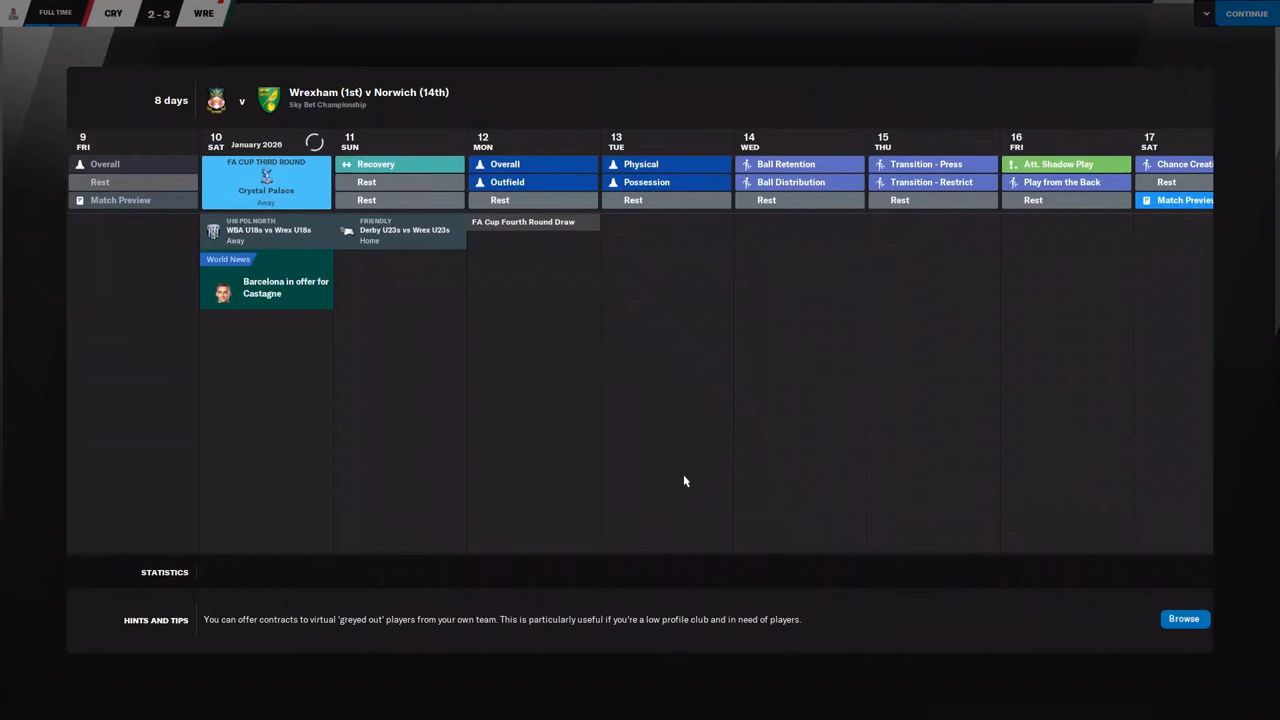 FULL TIME
CRY
2 - 3
WRE
CONTINUE
8 days
v
Wrexham (1st) v Norwich (14th)
Sky Bet Championship
9
FRI
10
SAT
January 2026
11
SUN
12
MON
13
TUE
14
WED
15
THU
16
FRI
17
SAT
Overall
Rest
Match Preview
FA CUP THIRD ROUND
Crystal Palace
Away
Recovery
Rest
Rest
Overall
Outfield
Rest
Physical
Possession
Rest
Ball Retention
Ball Distribution
Rest
Transition - Press
Transition - Restrict
Rest
Att. Shadow Play
Play from the Back
Rest
Chance Creati
Rest
Match Preview
U18 PDL NORTH
WBA U18s vs Wrex U18s
Away
FRIENDLY
Derby U23s vs Wrex U23s
Home
FA Cup Fourth Round Draw
World News
Barcelona in offer for
Castagne
STATISTICS
HINTS AND TIPS
You can offer contracts to virtual 'greyed out' players from your own team. This is particularly useful if you're a low profile club and in need of players.
Browse